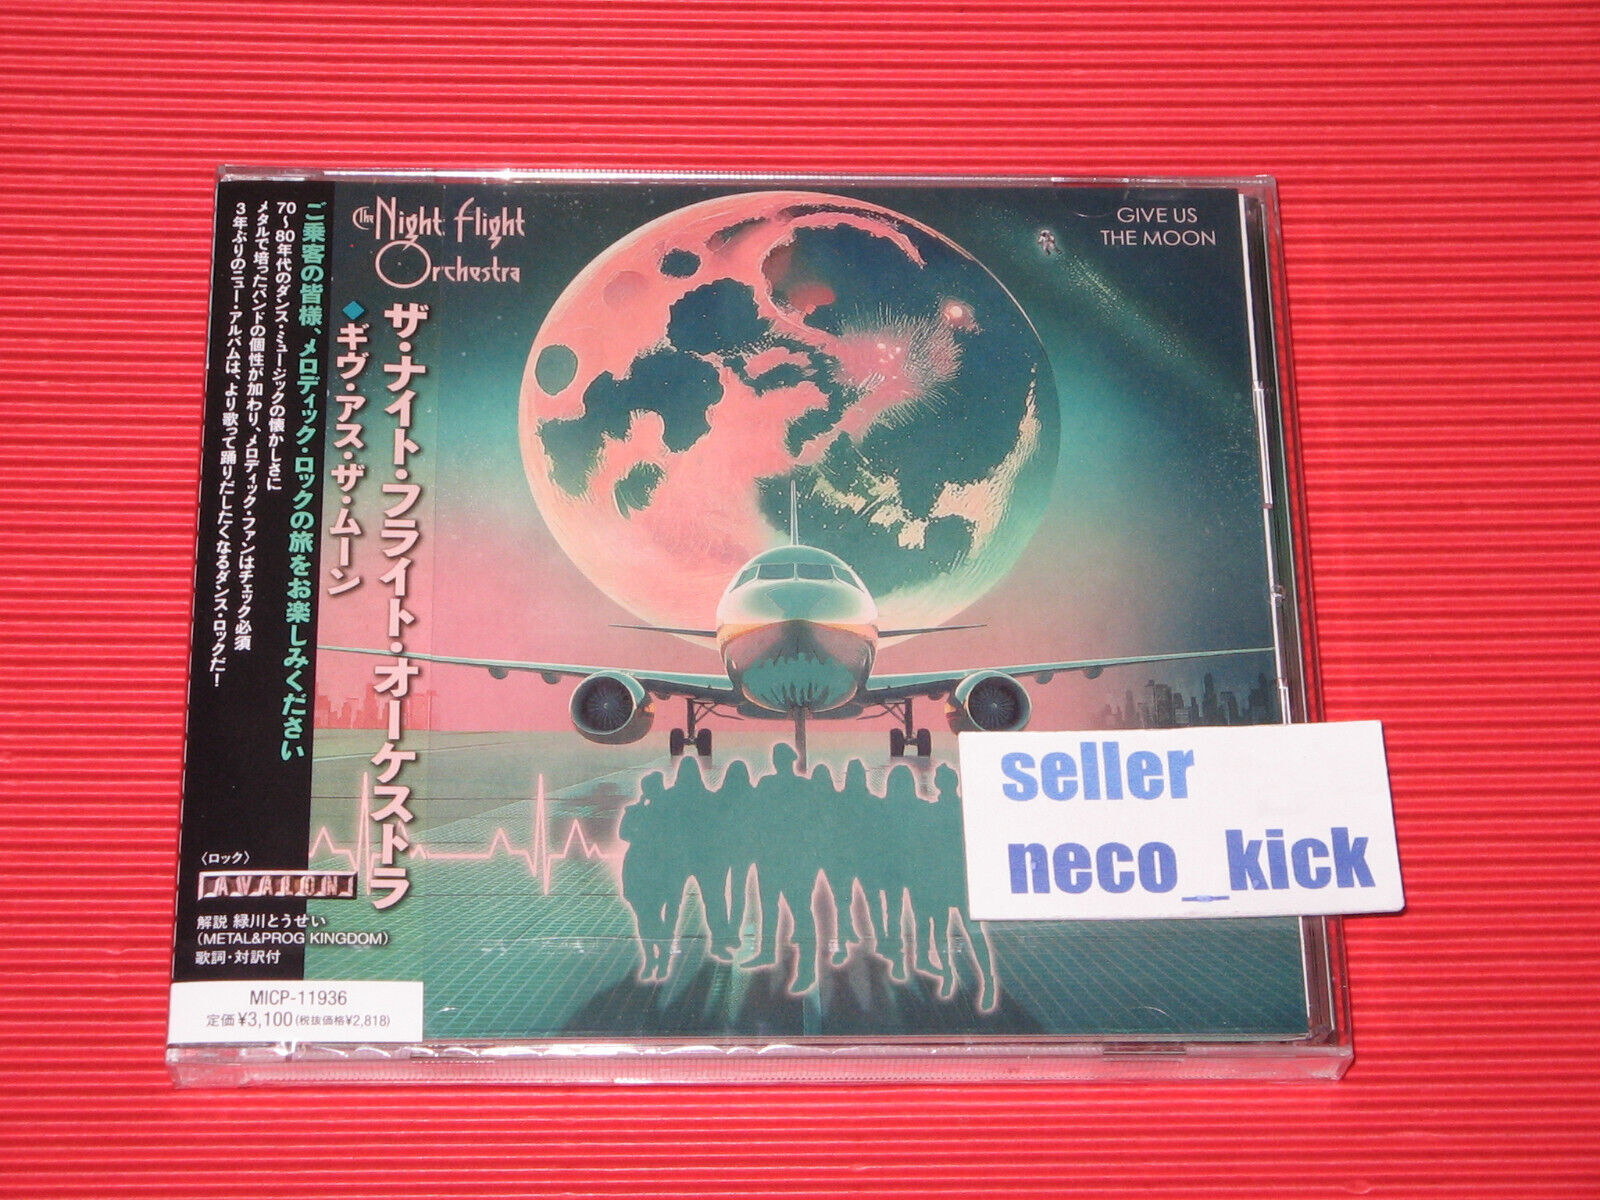 The Night Flight
Orchestra
GIVE US
THE MOON
ザ・ナイト・フライト・オーケストラ
◆ギヴ・アス・ザ・ムーン
ご乗客の皆様、メロディック・ロックの旅をお楽しみください
70〜80年代のダンス・ミュージックの懐かしさに
メタルで培ったバンドの個性が加わり、メロディック・ファンはチェック必須
3年ぶりのニュー・アルバムは、より歌って踊りだしたくなるダンス・ロックだ!
〈ロック〉
AVALON
解説 緑川とうせい
(METAL&PROG KINGDOM)
歌詞・対訳付
MICP-11936
定価¥3,100(税抜価格¥2,818)
seller
neco_kick